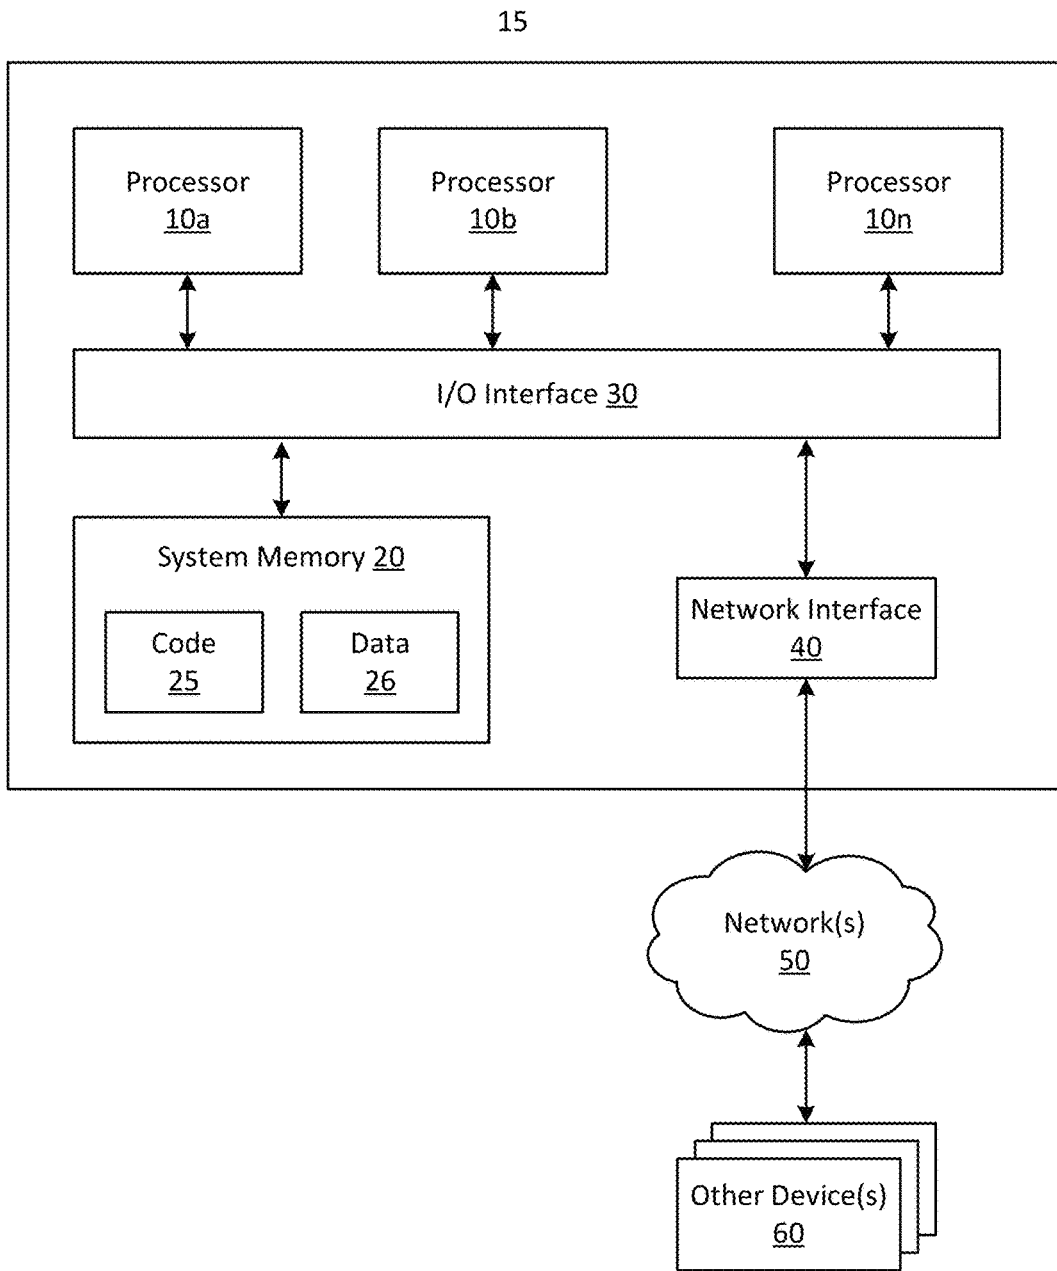 15
Processor
10a
Processor
10b
Processor
10n
I/O Interface 30
System Memory 20
Code
25
Data
26
Network Interface
40
Network(s)
50
Other Device(s)
60